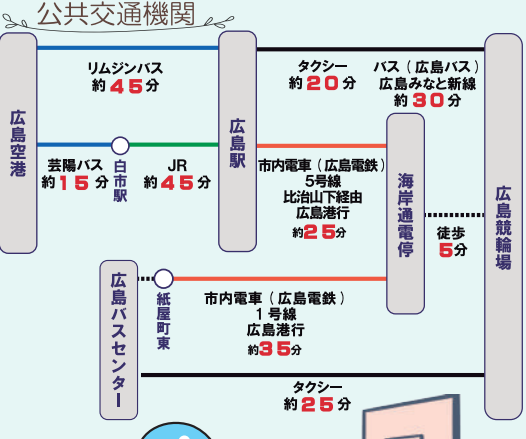 公共交通機関
リムジンバス
約45分
タクシー
約20分
バス（広島バス）
広島みなと新線
約30分
広島空港
芸陽バス
約15分
白市駅
JR
約45分
広島駅
市内電車（広島電鉄）
5号線
比治山下経由
広島港行
約25分
海岸通電停
徒歩
5分
広島競輪場
広島バスセンター
紙屋町東
市内電車（広島電鉄）
1号線
広島港行
約35分
タクシー
約25分